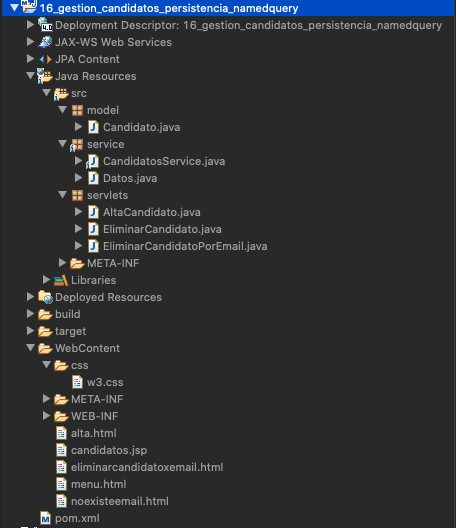 16_gestion_candidatos_persistencia_namedquery
Deployment Descriptor: 16_gestion_candidatos_persistencia_namedquery
JAX-WS Web Services
JPA Content
Java Resources
src
model
Candidato.java
service
CandidatosService.java
Datos.java
servlets
AltaCandidato.java
EliminarCandidato.java
EliminarCandidatoPorEmail.java
META-INF
Libraries
Deployed Resources
build
target
WebContent
css
w3.css
META-INF
WEB-INF
alta.html
candidatos.jsp
eliminarcandidatoxemail.html
menu.html
noexisteemail.html
pom.xml